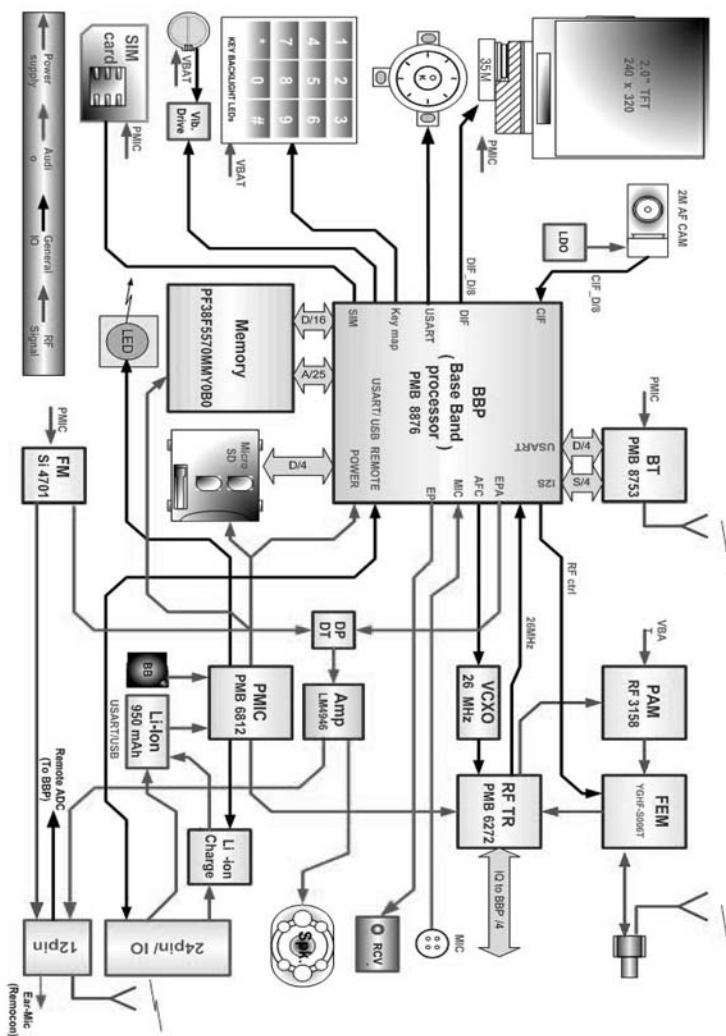 2.0" TFT
240 x 320
35M
PMIC
2M AF CAM
LDO
CIF_D/8
DIF_D/8
1 2 3
4 5 6
7 8 9
* 0 #
KEY BACKLIGHT LEDs
VBAT
VBAT
Vib.
Drive
SIM
card
PMIC
Power
supply
Audi
o
General
IO
RF
Signal
BBP
( Base Band
processor )
PMB 8876
CIF
DIF
USART
Key map
SIM
USART
I2S
EPA
AFC
MIC
EP
USART/ USB REMOTE
POWER
D/4
S/4
PMIC
BT
PMB 8753
Memory
PF38F5570MMY0B0
D/16
A/25
Micro
SD
D/4
LED
PMIC
FM
Si 4701
RF ctrl
26MHz
VBA
T
PAM
RF 3158
FEM
YGHF-S006T
VCXO
26 MHz
RF TR
PMB 6272
IQ to BBP /4
DP
DT
Amp
LM4946
PMIC
PMB 6812
BB
Li-Ion
950 mAh
USART/USB
Li -ion
Charge
Remote ADC
(To BBP)
MIC
RCV
Spk.
24pin/ IO
12pin
Ear-Mic
(Remocon)